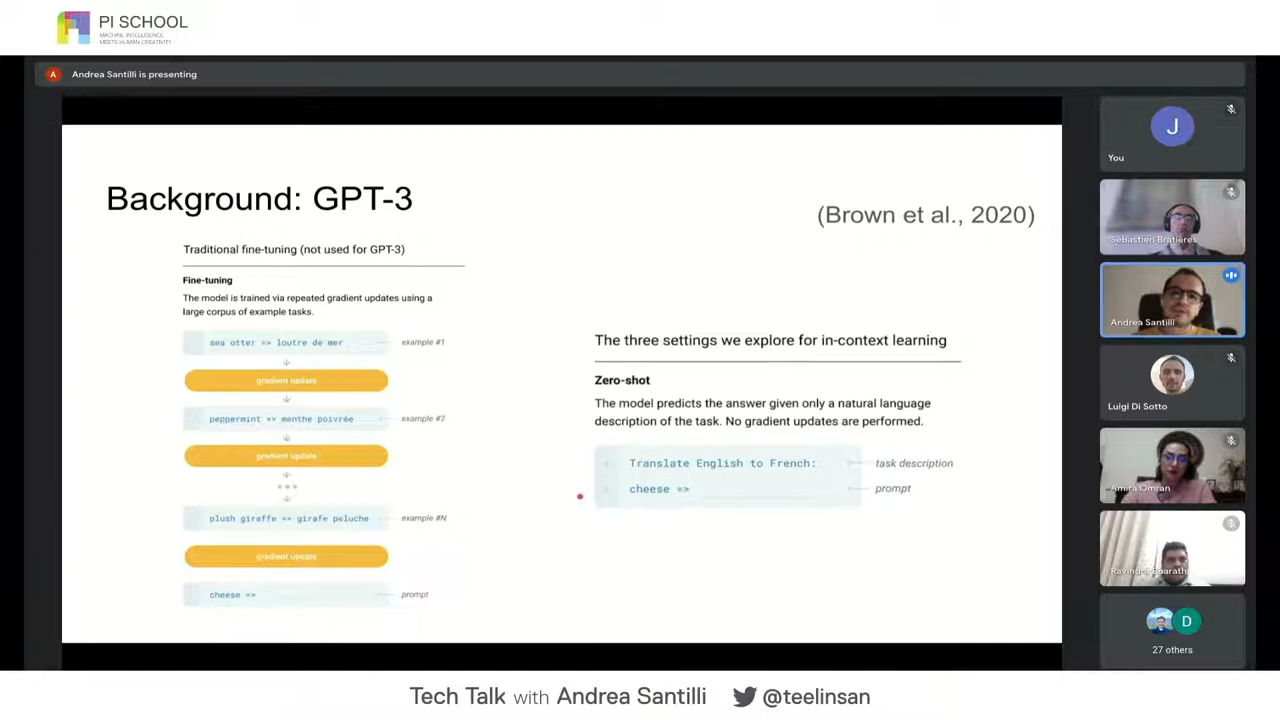 PI SCHOOL
MACHINE INTELLIGENCE
MEETS HUMAN CREATIVITY
A
Andrea Santilli is presenting
Background: GPT-3
(Brown et al., 2020)
Traditional fine-tuning (not used for GPT-3)
Fine-tuning
The model is trained via repeated gradient updates using a
large corpus of example tasks.
sea otter => loutre de mer
example #1
gradient update
peppermint => menthe poivrée
example #2
gradient update
plush giraffe => girafe peluche
example #N
gradient update
cheese =>
prompt
The three settings we explore for in-context learning
Zero-shot
The model predicts the answer given only a natural language
description of the task. No gradient updates are performed.
Translate English to French:
task description
cheese =>
prompt
J
You
Sébastien Bratières
Andrea Santilli
Luigi Di Sotto
Amira Omran
D
27 others
Tech Talk with Andrea Santilli
@teelinsan